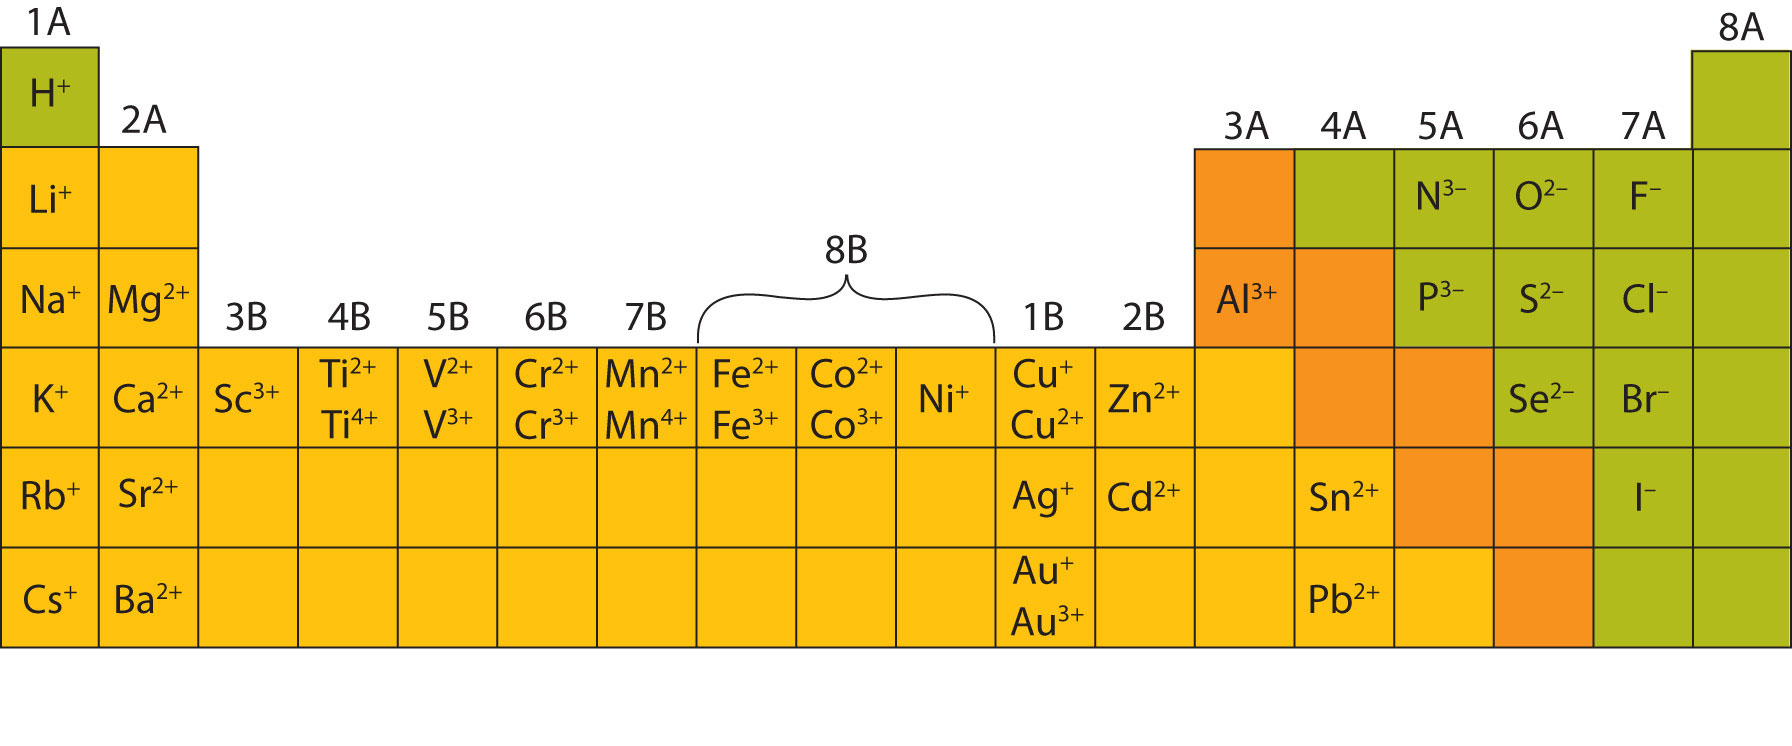 1A 8A
H⁺ 2A 3A 4A 5A 6A 7A
Li⁺ N³⁻ O²⁻ F⁻
8B
Na⁺ Mg²⁺ 3B 4B 5B 6B 7B 1B 2B Al³⁺ P³⁻ S²⁻ Cl⁻
K⁺ Ca²⁺ Sc³⁺ Ti²⁺ Ti⁴⁺ V²⁺ V³⁺ Cr²⁺ Cr³⁺ Mn²⁺ Mn⁴⁺ Fe²⁺ Fe³⁺ Co²⁺ Co³⁺ Ni⁺ Cu⁺ Cu²⁺ Zn²⁺ Se²⁻ Br⁻
Rb⁺ Sr²⁺ Ag⁺ Cd²⁺ Sn²⁺ I⁻
Cs⁺ Ba²⁺ Au⁺ Au³⁺ Pb²⁺